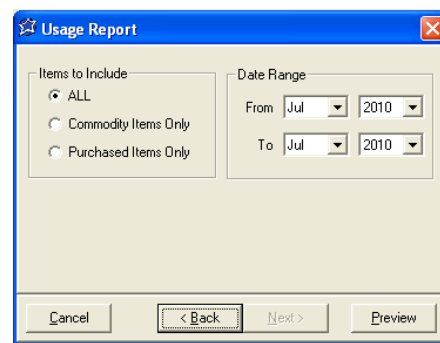 Usage Report
Items to Include
ALL
Commodity Items Only
Purchased Items Only
Date Range
From Jul 2010
To Jul 2010
Cancel < Back Next > Preview